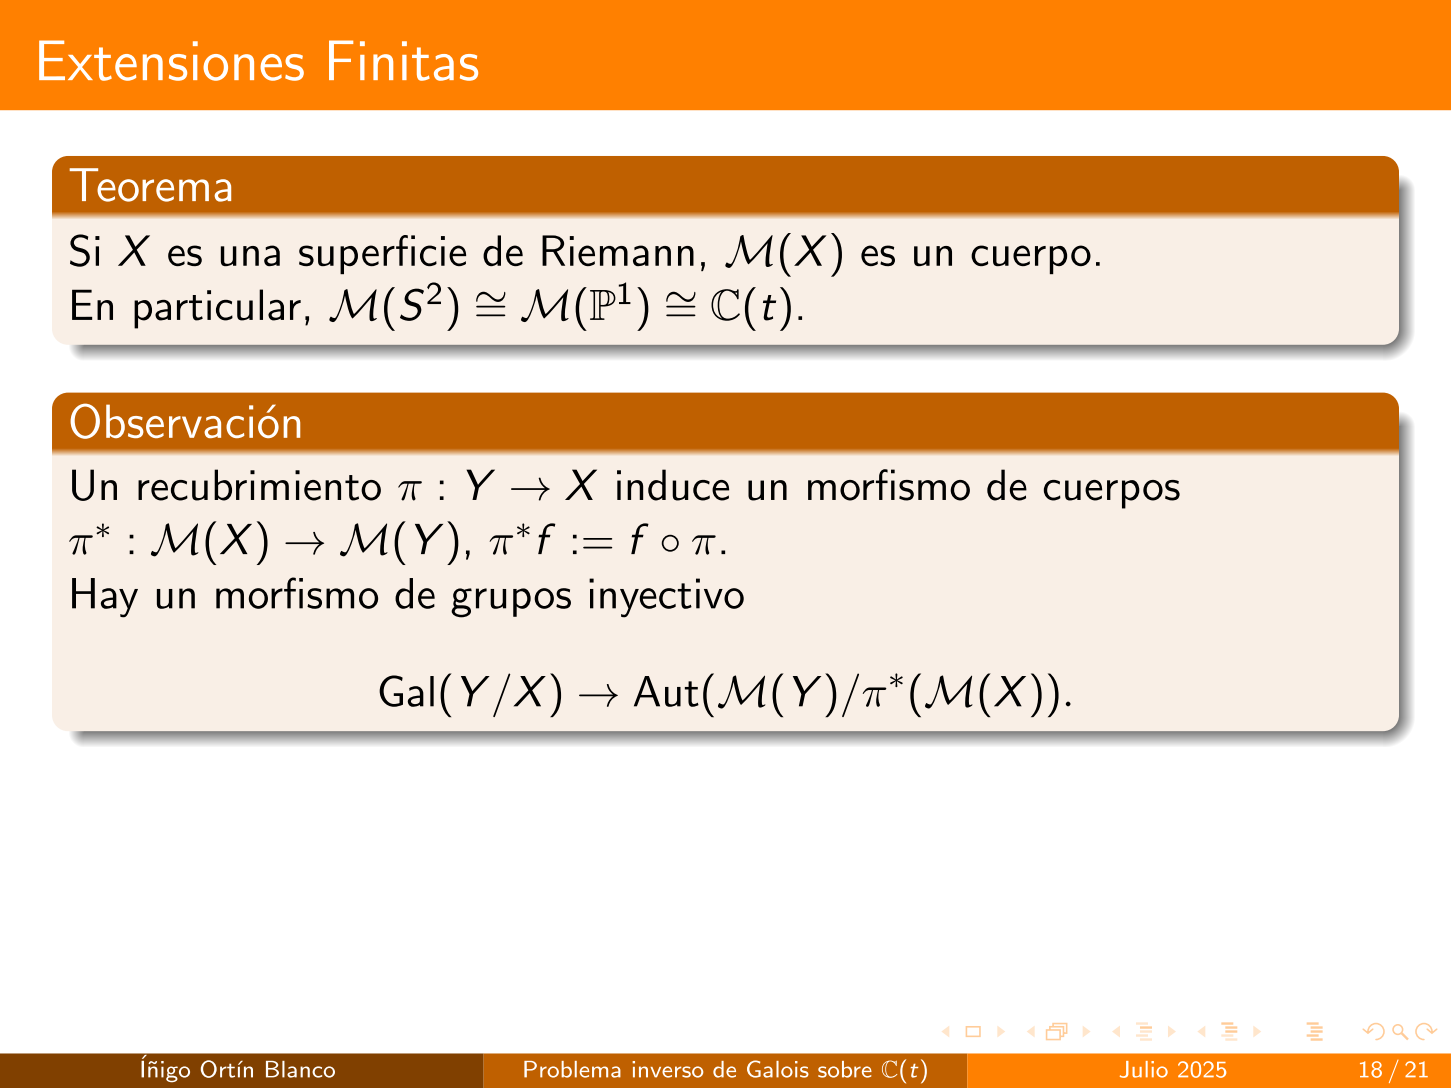 Extensiones Finitas
Teorema
Si X es una superficie de Riemann, ℳ(X) es un cuerpo.
En particular, ℳ(S²) ≅ ℳ(ℙ¹) ≅ ℂ(t).
Observación
Un recubrimiento π : Y → X induce un morfismo de cuerpos
π* : ℳ(X) → ℳ(Y), π*f := f ∘ π.
Hay un morfismo de grupos inyectivo
Gal(Y/X) → Aut(ℳ(Y)/π*(ℳ(X)).
Íñigo Ortín Blanco
Problema inverso de Galois sobre ℂ(t)
Julio 2025
18 / 21